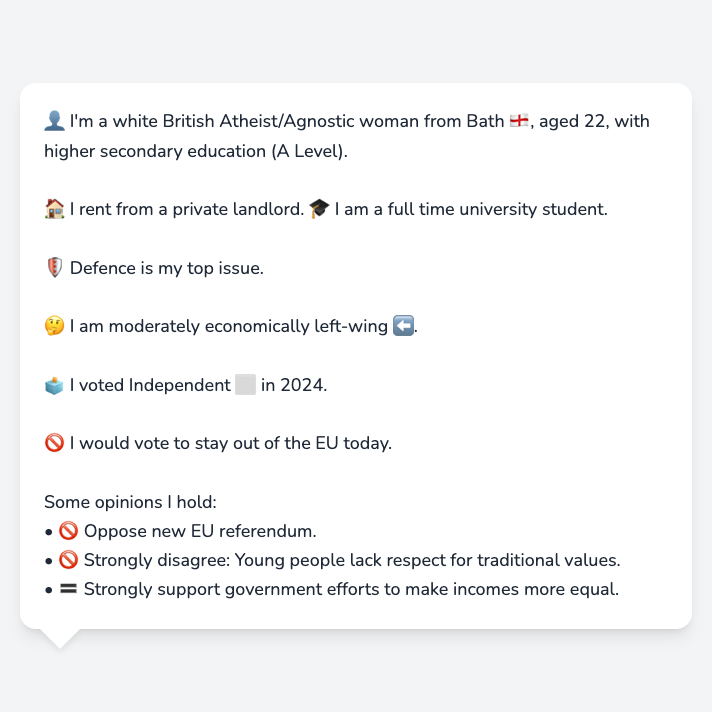 👤 I'm a white British Atheist/Agnostic woman from Bath 🏴󠁧󠁢󠁥󠁮󠁧󠁿, aged 22, with
higher secondary education (A Level).
🏠 I rent from a private landlord. 🎓 I am a full time university student.
🛡️ Defence is my top issue.
🤔 I am moderately economically left-wing ⬅️.
🗳️ I voted Independent ⬜ in 2024.
🚫 I would vote to stay out of the EU today.
Some opinions I hold:
• 🚫 Oppose new EU referendum.
• 🚫 Strongly disagree: Young people lack respect for traditional values.
• 🟰 Strongly support government efforts to make incomes more equal.